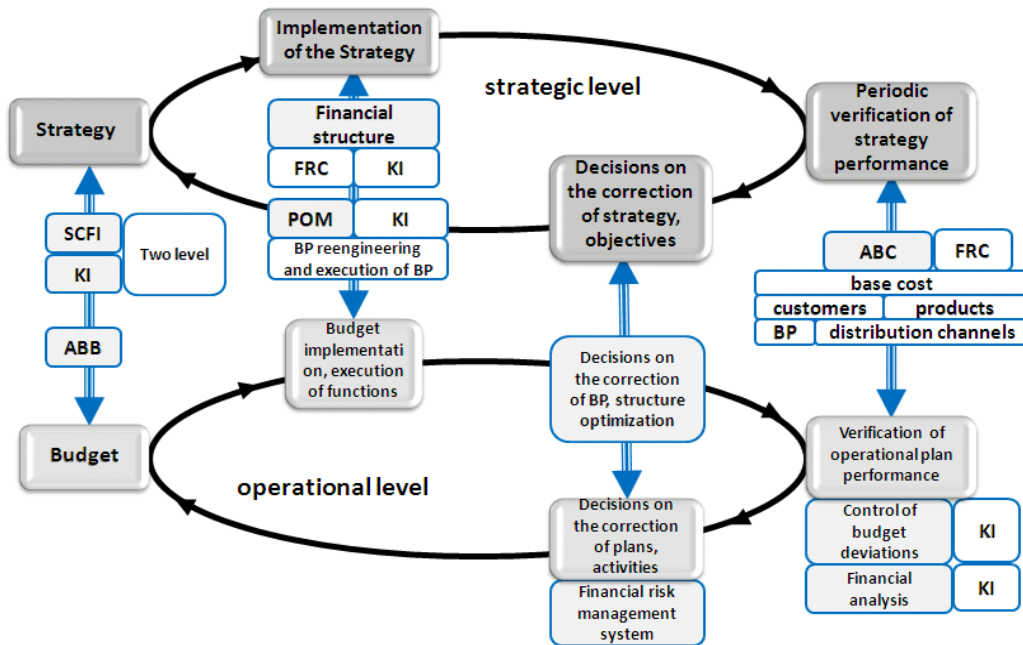 Implementation
of the Strategy
strategic level
Strategy
Financial
structure
FRC
KI
POM
KI
BP reengineering
and execution of BP
Decisions on
the correction
of strategy,
objectives
Periodic
verification of
strategy
performance
SCFI
KI
Two level
ABB
ABC
FRC
base cost
customers
products
BP
distribution channels
Budget
implementati
on, execution
of functions
Decisions on
the correction
of BP, structure
optimization
Budget
operational level
Verification of
operational plan
performance
Decisions on
the correction
of plans,
activities
Financial risk
management
system
Control of
budget
deviations
KI
Financial
analysis
KI